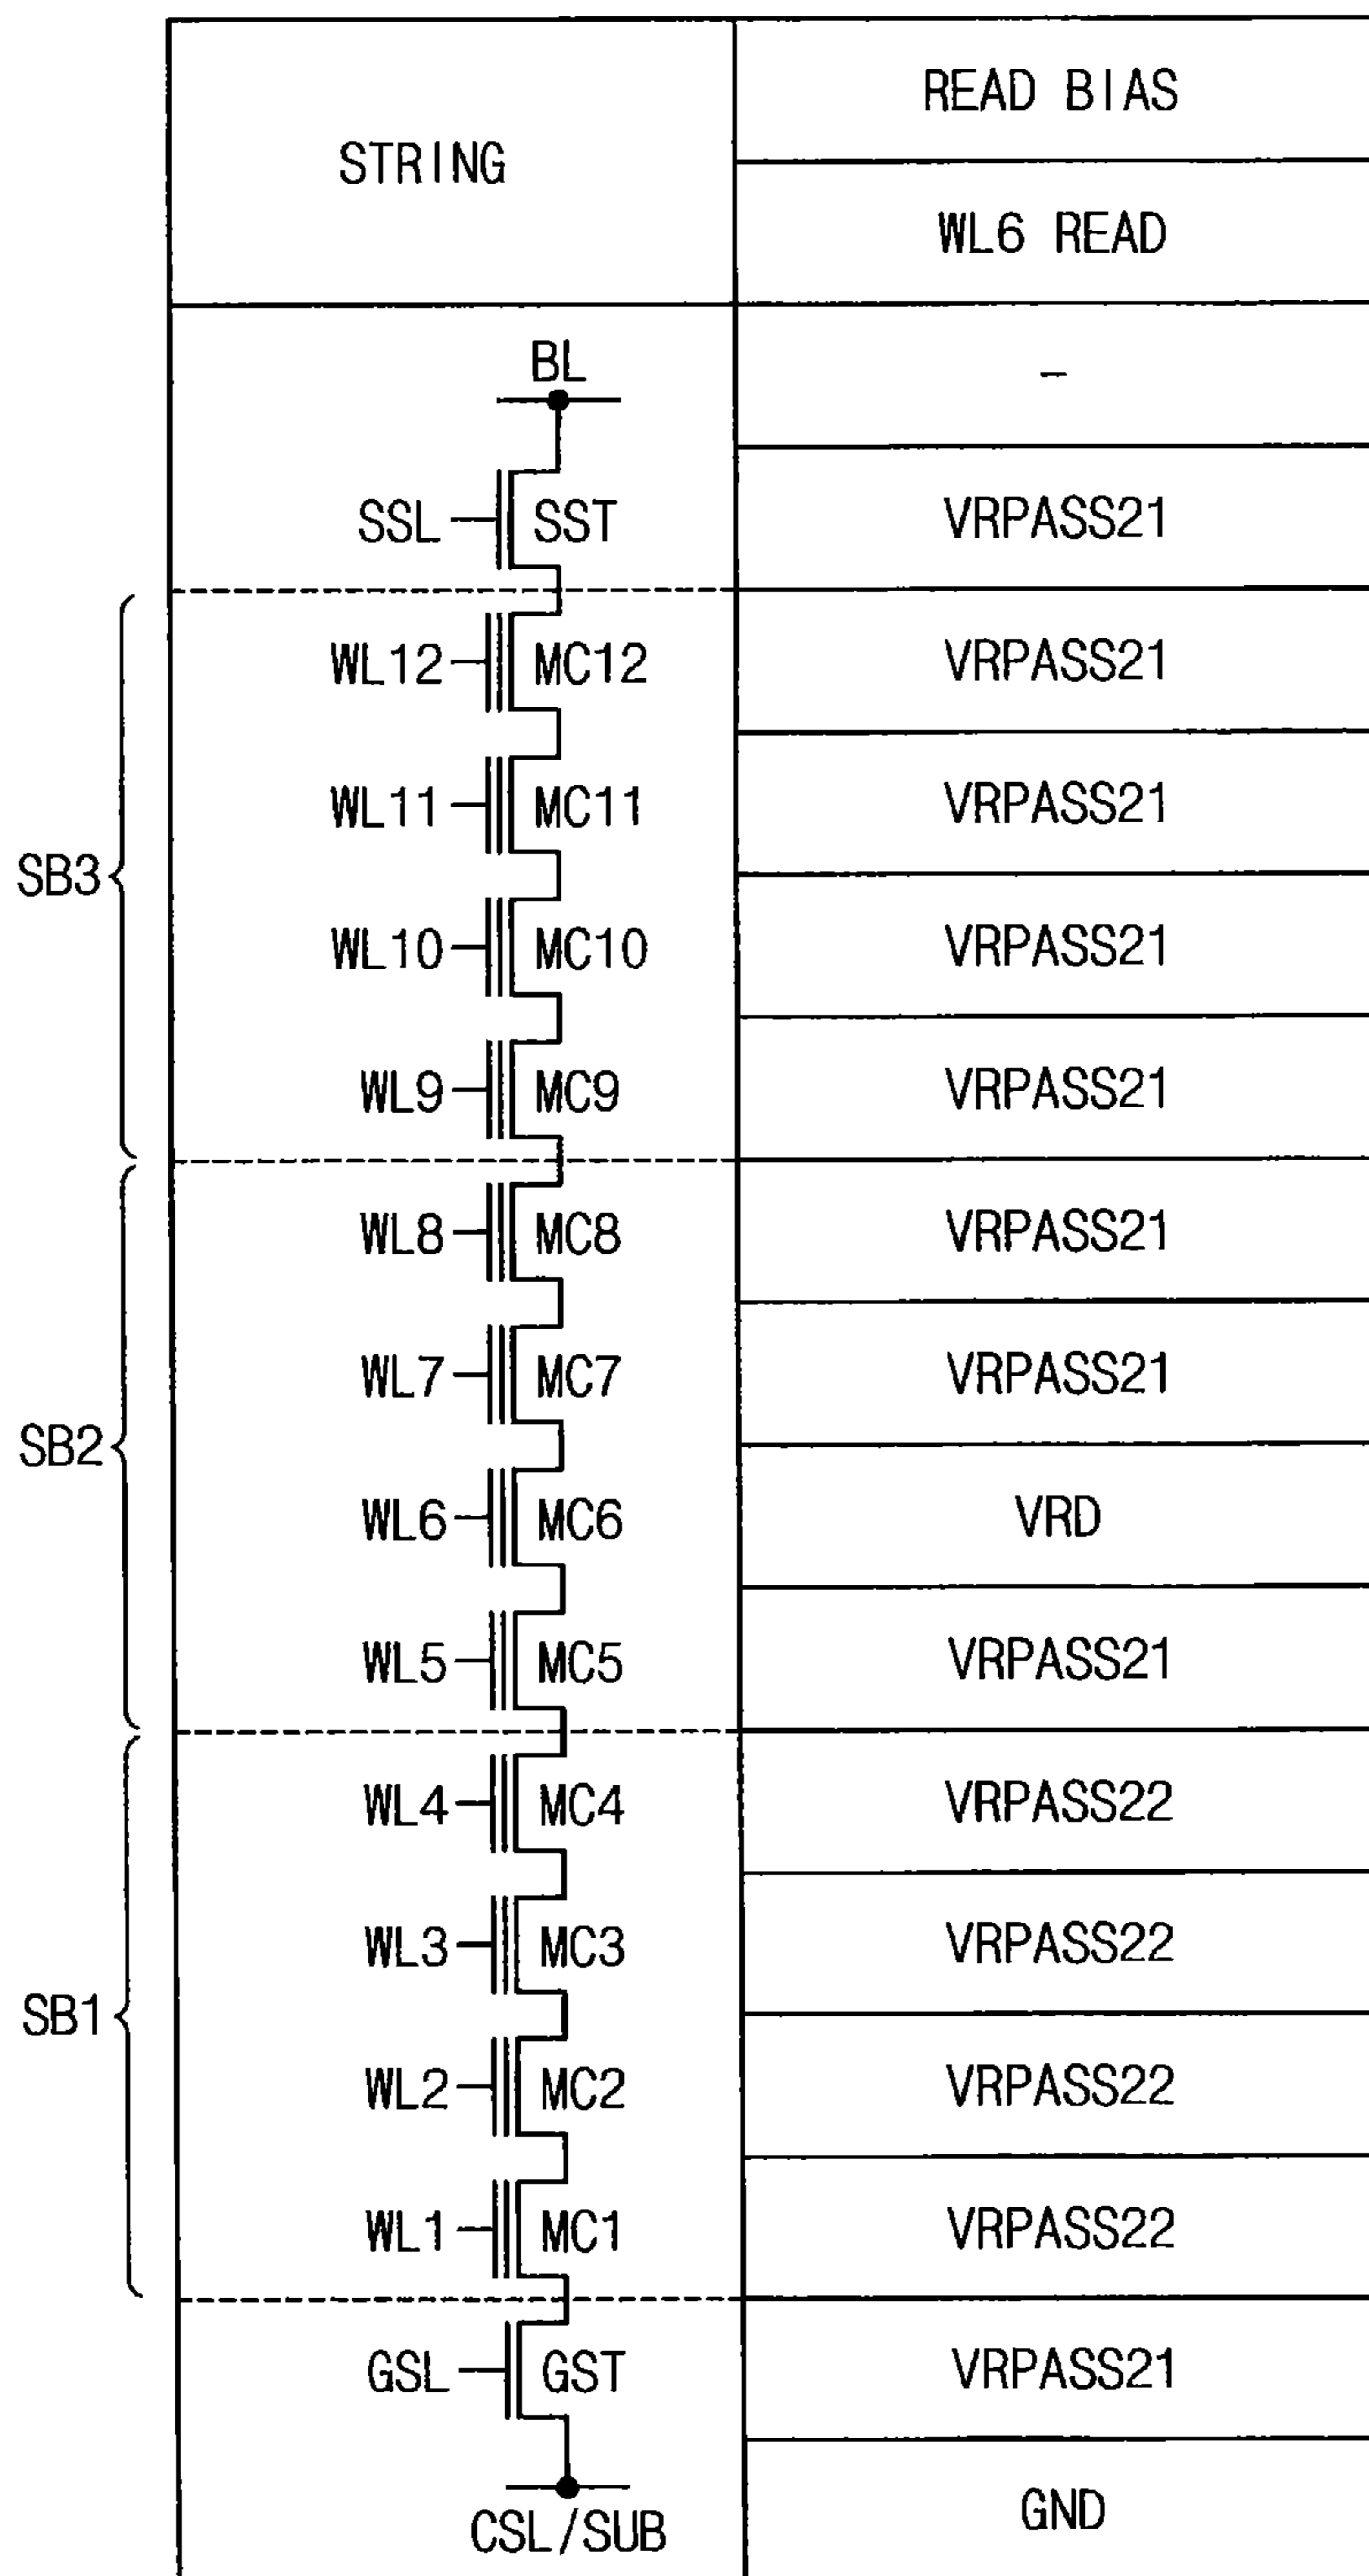 STRING
READ BIAS
WL6 READ
BL
-
SSL SST VRPASS21
WL12 MC12 VRPASS21
WL11 MC11 VRPASS21
SB3
WL10 MC10 VRPASS21
WL9 MC9 VRPASS21
WL8 MC8 VRPASS21
WL7 MC7 VRPASS21
SB2
WL6 MC6 VRD
WL5 MC5 VRPASS21
WL4 MC4 VRPASS22
WL3 MC3 VRPASS22
SB1
WL2 MC2 VRPASS22
WL1 MC1 VRPASS22
GSL GST VRPASS21
CSL/SUB GND